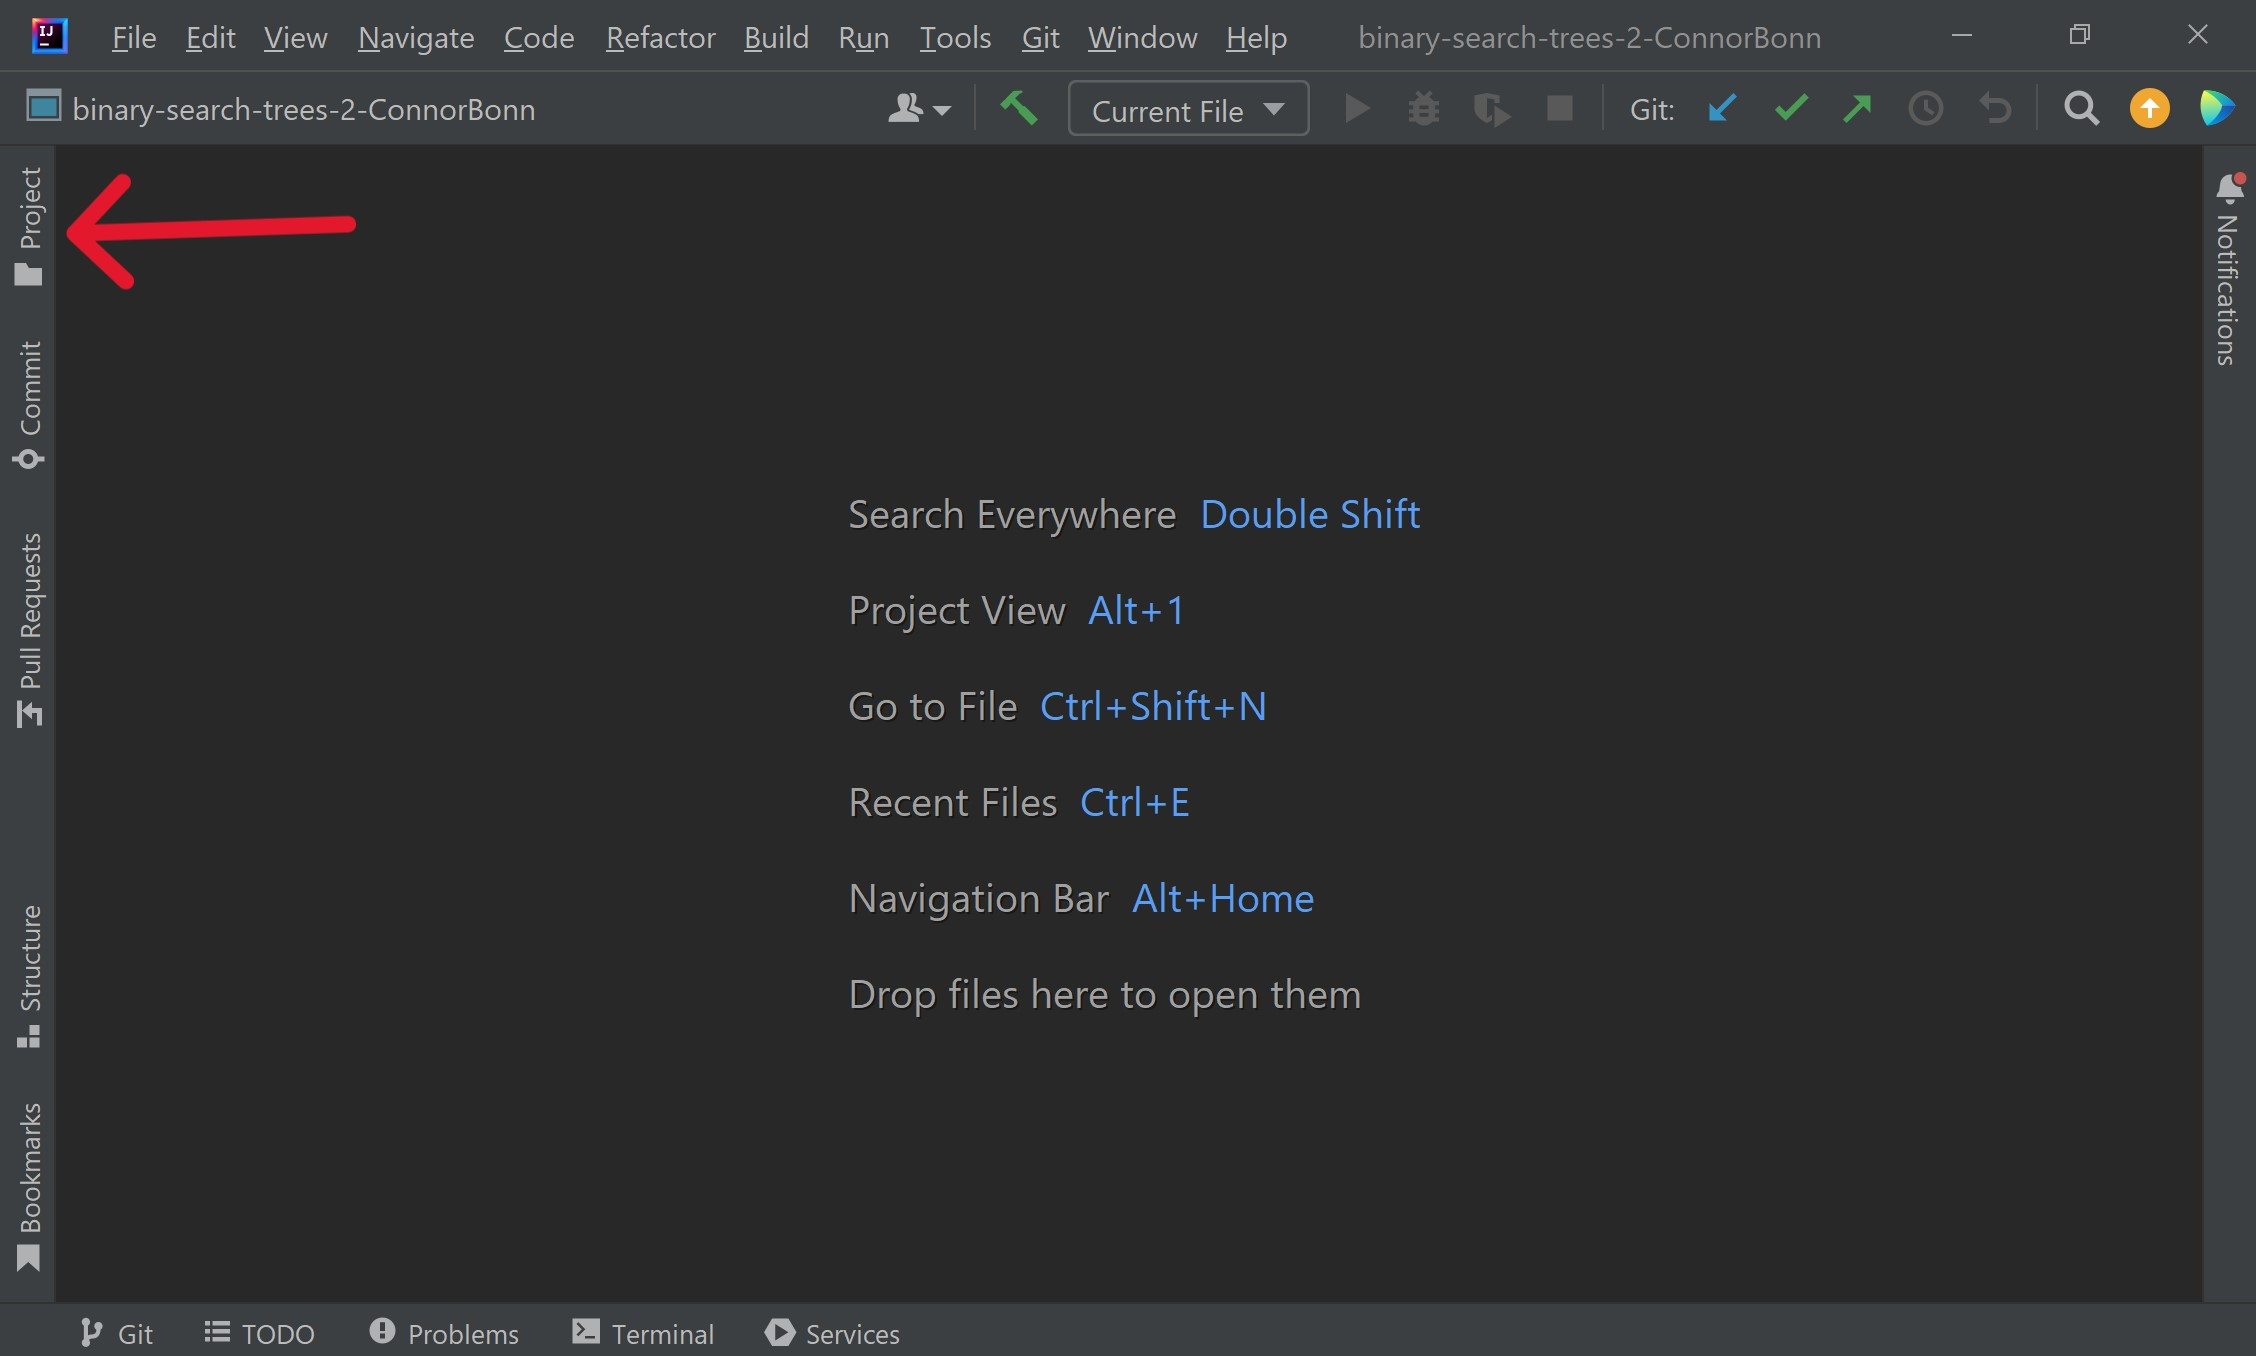 IJ
File Edit View Navigate Code Refactor Build Run Tools Git Window Help binary-search-trees-2-ConnorBonn
binary-search-trees-2-ConnorBonn Current File Git:
Project
Commit
Pull Requests
Structure
Bookmarks
Search Everywhere Double Shift
Project View Alt+1
Go to File Ctrl+Shift+N
Recent Files Ctrl+E
Navigation Bar Alt+Home
Drop files here to open them
Notifications
Git TODO Problems Terminal Services